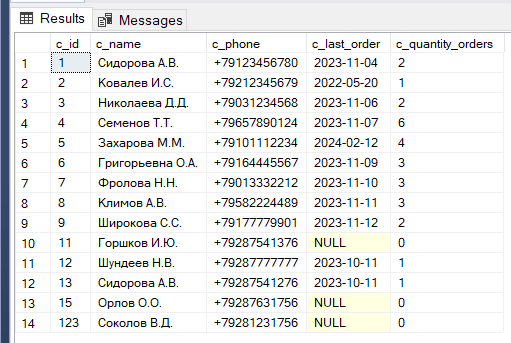 Results Messages
c_id c_name c_phone c_last_order c_quantity_orders
1 1 Сидорова А.В. +79123456780 2023-11-04 2
2 2 Ковалев И.С. +79212345679 2022-05-20 1
3 3 Николаева Д.Д. +79031234568 2023-11-06 2
4 4 Семенов Т.Т. +79657890124 2023-11-07 6
5 5 Захарова М.М. +79101112234 2024-02-12 4
6 6 Григорьевна О.А. +79164445567 2023-11-09 3
7 7 Фролова Н.Н. +79013332212 2023-11-10 3
8 8 Климов А.В. +79582224489 2023-11-11 3
9 9 Широкова С.С. +79177779901 2023-11-12 2
10 11 Горшков И.Ю. +79287541376 NULL 0
11 12 Шундеев Н.В. +79287777777 2023-10-11 1
12 13 Сидорова А.В. +79287541276 2023-10-11 1
13 15 Орлов О.О. +79287631756 NULL 0
14 123 Соколов В.Д. +79281231756 NULL 0